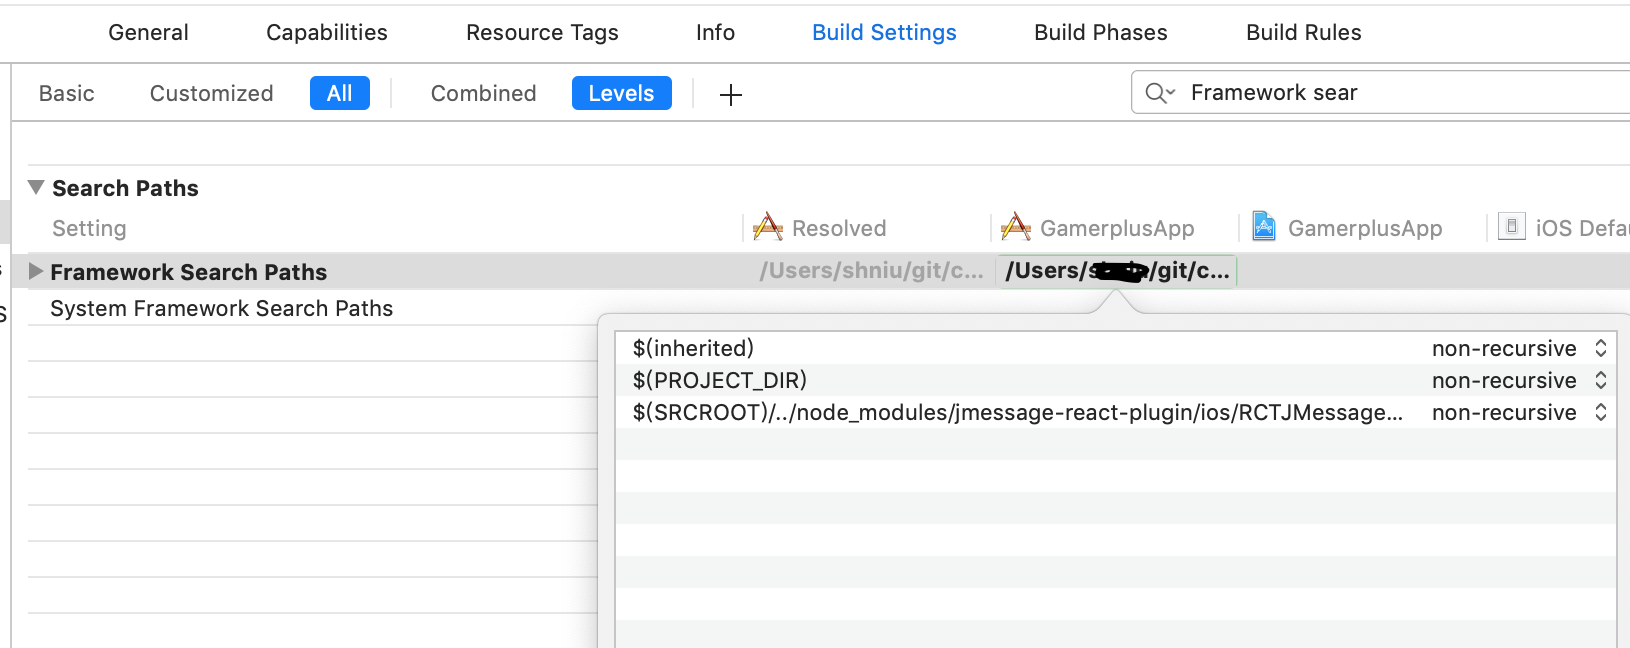 General Capabilities Resource Tags Info Build Settings Build Phases Build Rules
Basic Customized All Combined Levels + Framework sear
Search Paths
Setting Resolved GamerplusApp GamerplusApp iOS Defau
Framework Search Paths /Users/shniu/git/c... /Users/s /git/c...
System Framework Search Paths
$(inherited) non-recursive
$(PROJECT_DIR) non-recursive
$(SRCROOT)/../node_modules/jmessage-react-plugin/ios/RCTJMessage... non-recursive